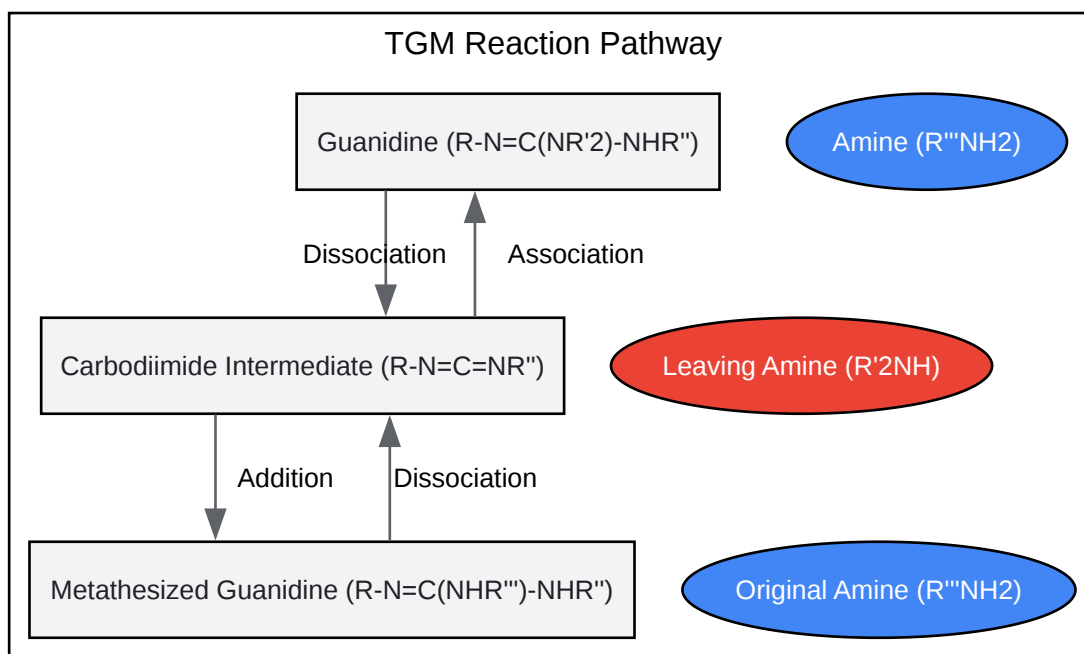 TGM Reaction Pathway
Guanidine (R-N=C(NR'2)-NHR")
Amine (R"'NH2)
Dissociation
Association
Carbodiimide Intermediate (R-N=C=NR")
Leaving Amine (R'2NH)
Addition
Dissociation
Metathesized Guanidine (R-N=C(NHR"')-NHR")
Original Amine (R"'NH2)